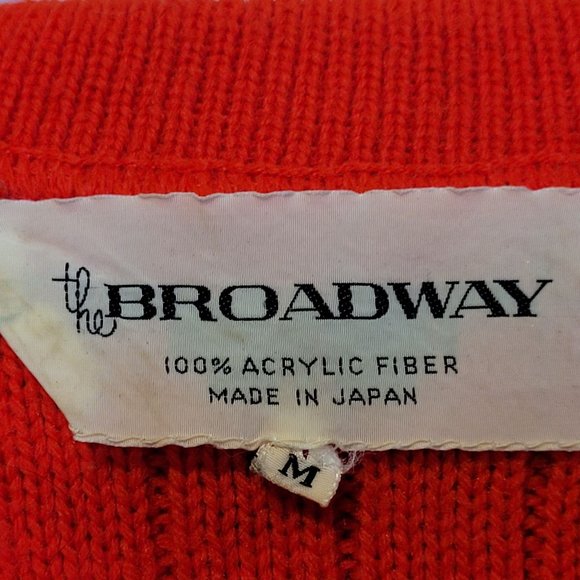 the BROADWAY
100% ACRYLIC FIBER
MADE IN JAPAN
M